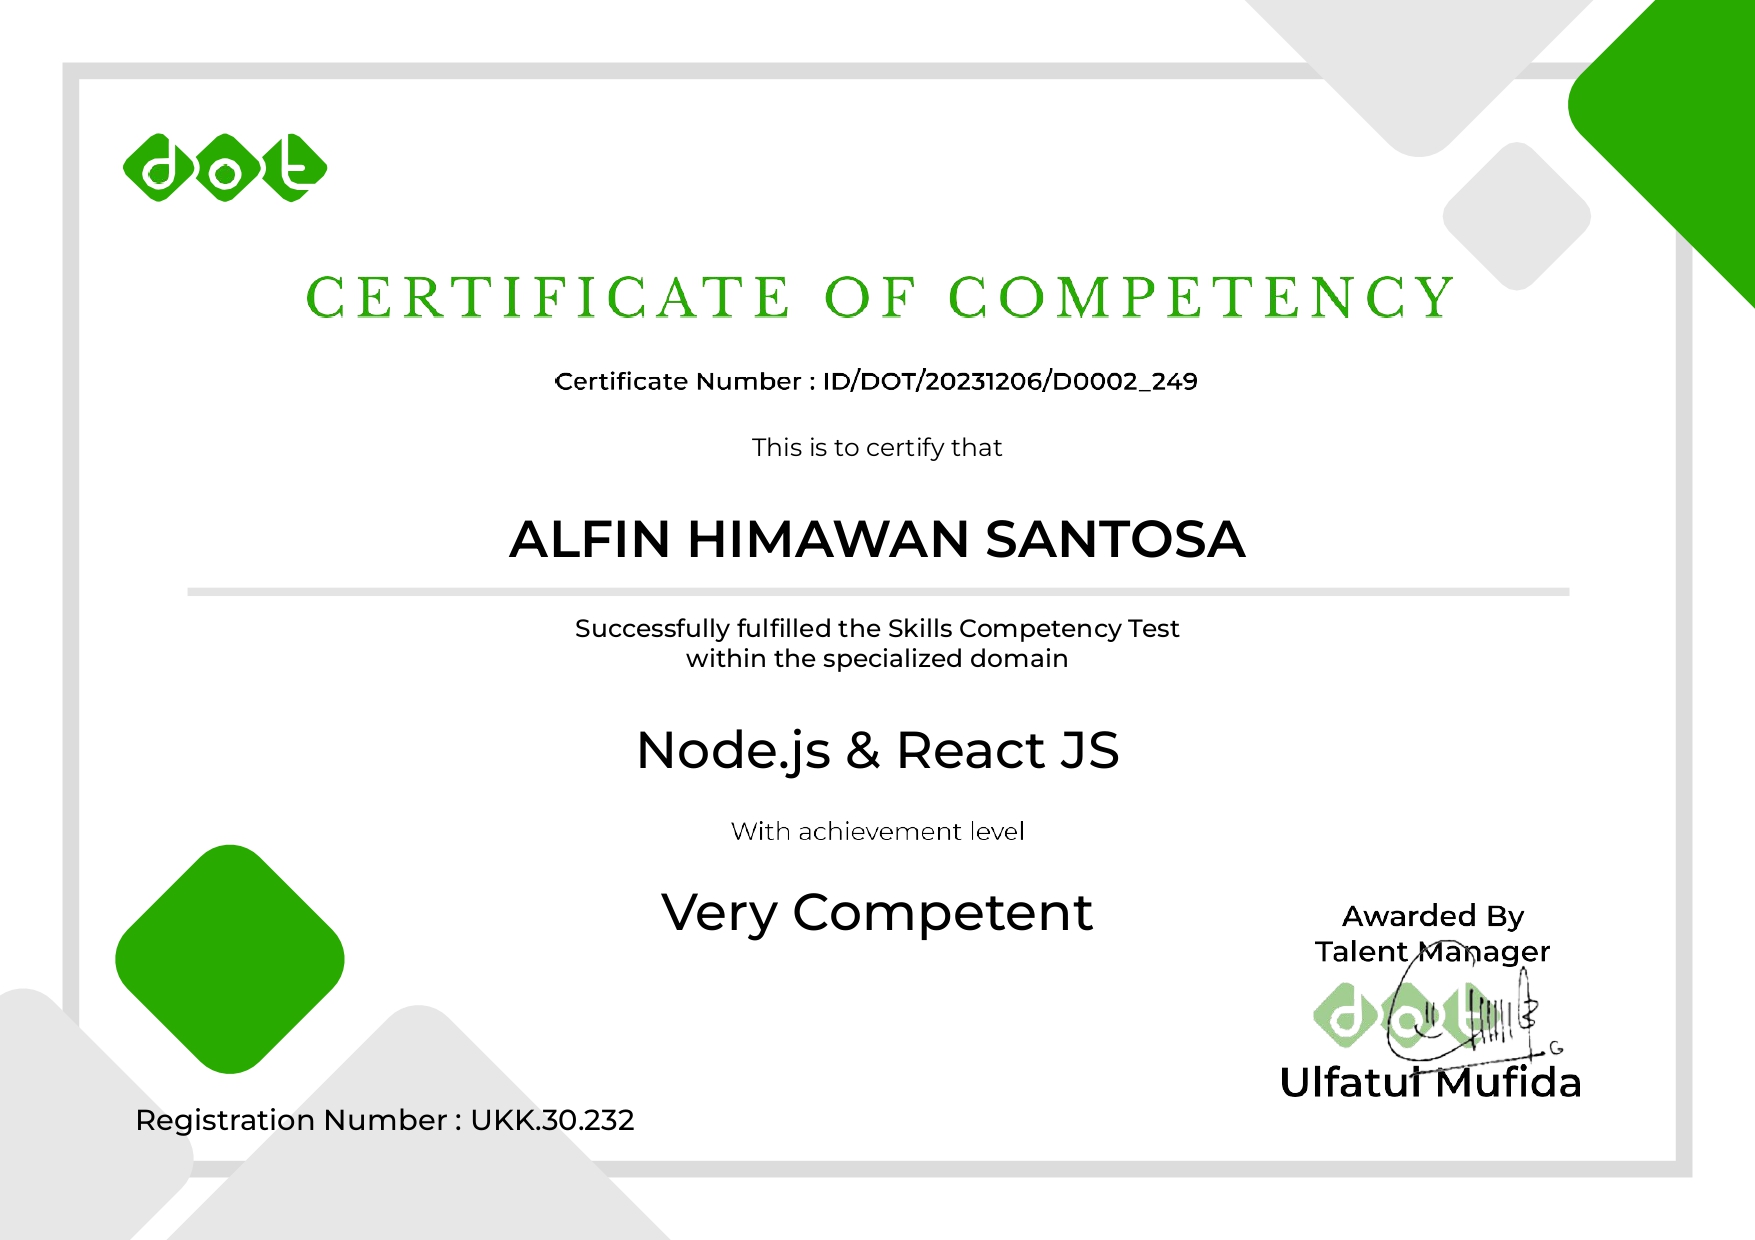 dot
CERTIFICATE OF COMPETENCY
Certificate Number : ID/DOT/20231206/D0002_249
This is to certify that
ALFIN HIMAWAN SANTOSA
Successfully fulfilled the Skills Competency Test
within the specialized domain
Node.js & React JS
With achievement level
Very Competent
Awarded By
Talent Manager
dot
Ulfatul Mufida
Registration Number : UKK.30.232